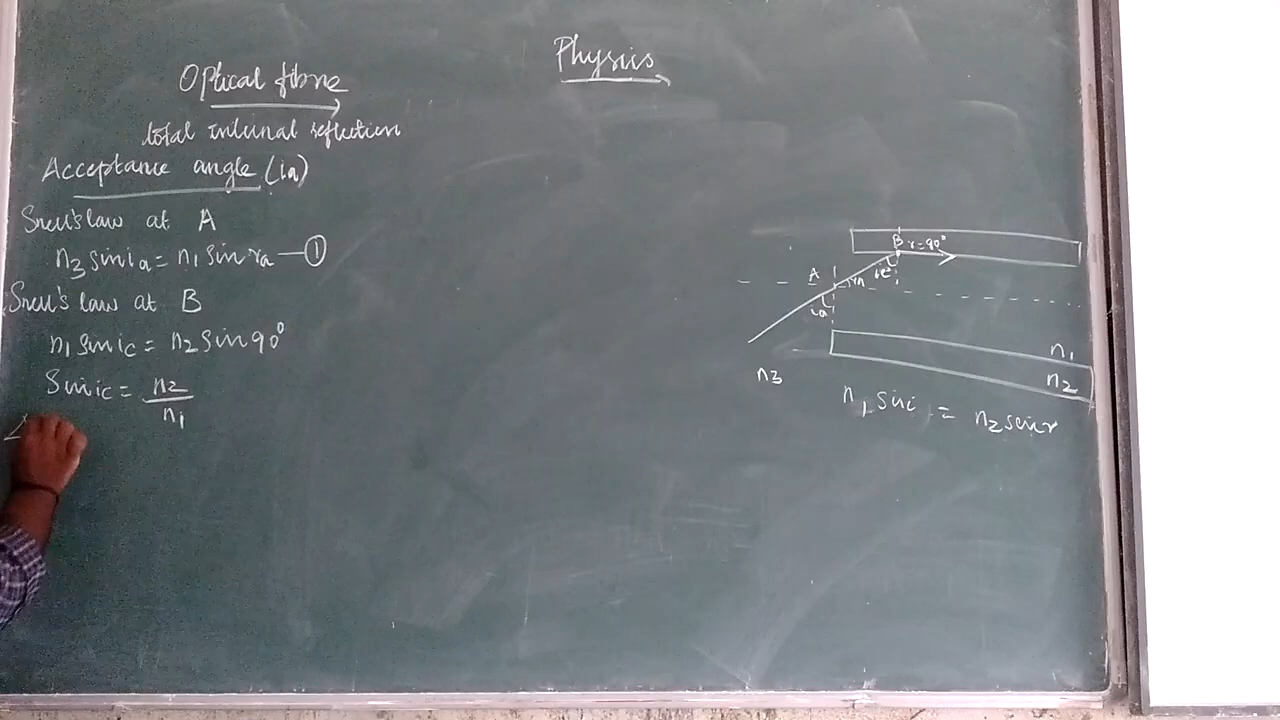 Physics
Optical fibre
total internal reflection
Acceptance angle (ia)
Snell's law at A
n3 sin ia = n1 sin ra — ①
Snell's law at B
n1 sin ic = n2 sin 90°
Sin ic = n2/n1
B r=90°
A ra ic
ia
n1
n2
n3
n1 sin i = n2 sin r